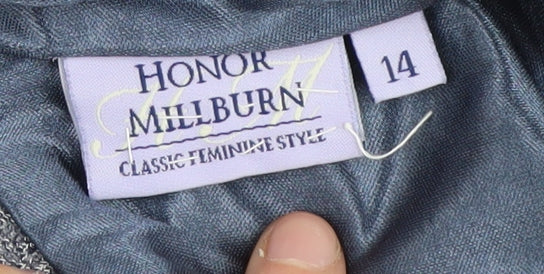 HONOR
MILLBURN
CLASSIC FEMININE STYLE
14